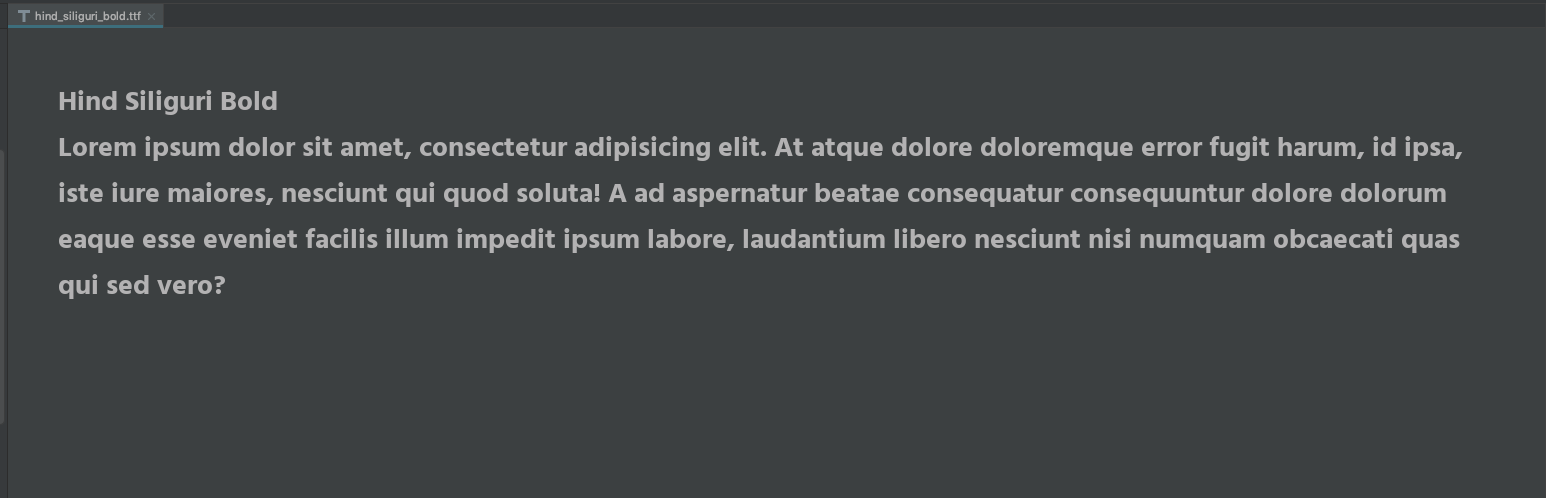 hind_siliguri_bold.ttf
Hind Siliguri Bold
Lorem ipsum dolor sit amet, consectetur adipisicing elit. At atque dolore doloremque error fugit harum, id ipsa,
iste iure maiores, nesciunt qui quod soluta! A ad aspernatur beatae consequatur consequuntur dolore dolorum
eaque esse eveniet facilis illum impedit ipsum labore, laudantium libero nesciunt nisi numquam obcaecati quas
qui sed vero?